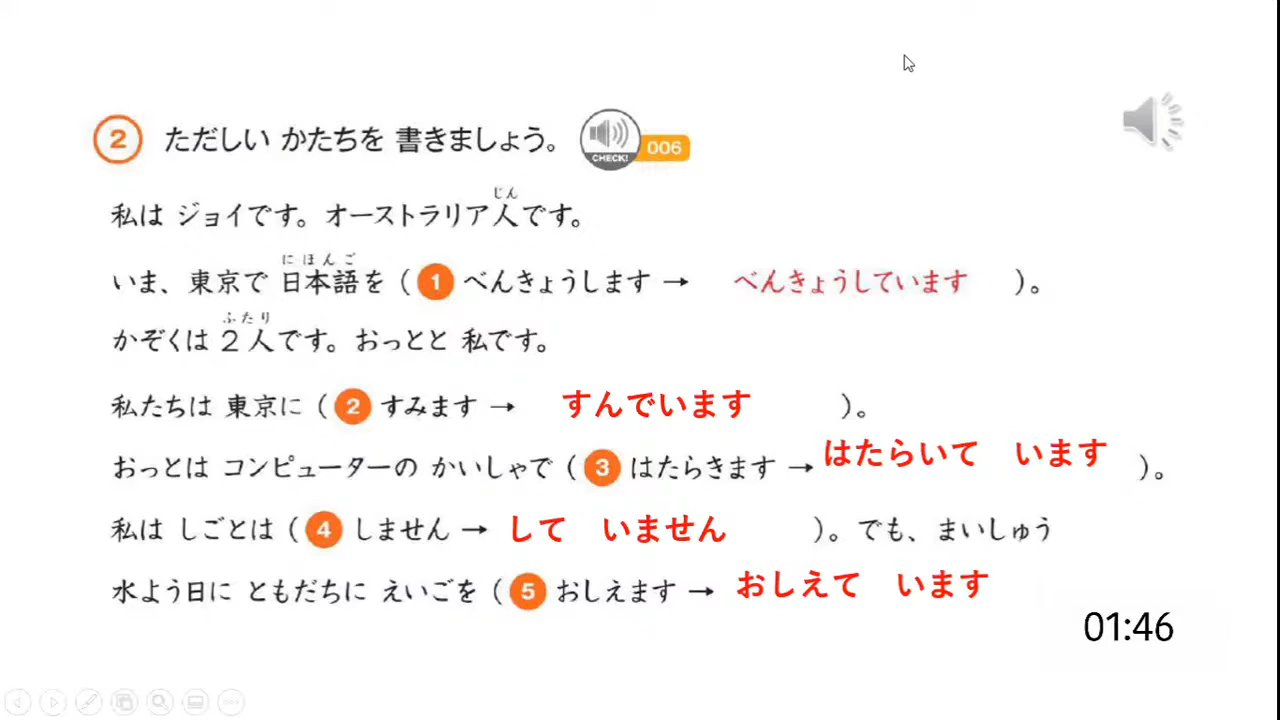 2 ただしい かたちを 書きましょう。 CHECK! 006
じん
私は ジョイです。オーストラリア人です。
にほんご
いま、東京で 日本語を ( 1 べんきょうします → べんきょうしています )。
ふたり
かぞくは 2人です。おっとと 私です。
私たちは 東京に ( 2 すみます → すんでいます )。
おっとは コンピューターの かいしゃで ( 3 はたらきます → はたらいて います )。
私は しごとは ( 4 しません → して いません )。でも、まいしゅう
水よう日に ともだちに えいごを ( 5 おしえます → おしえて います
01:46